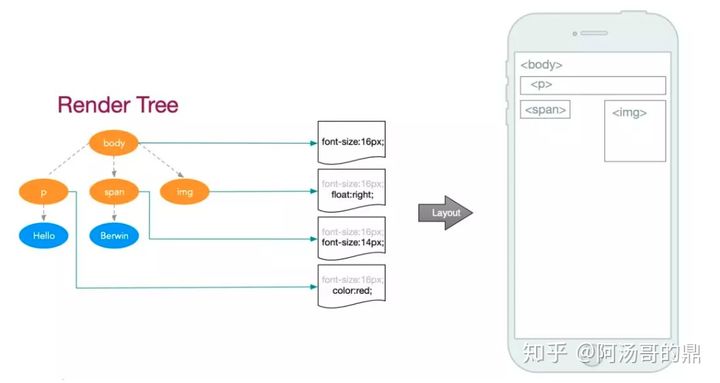 Render Tree
body
p
span
img
Hello
Berwin
font-size:16px;
font-size:16px;
float:right;
font-size:16px;
font-size:14px;
font-size:16px;
color:red;
Layout
<body>
<p>
<span>
<img>
知乎 @阿汤哥的鼎